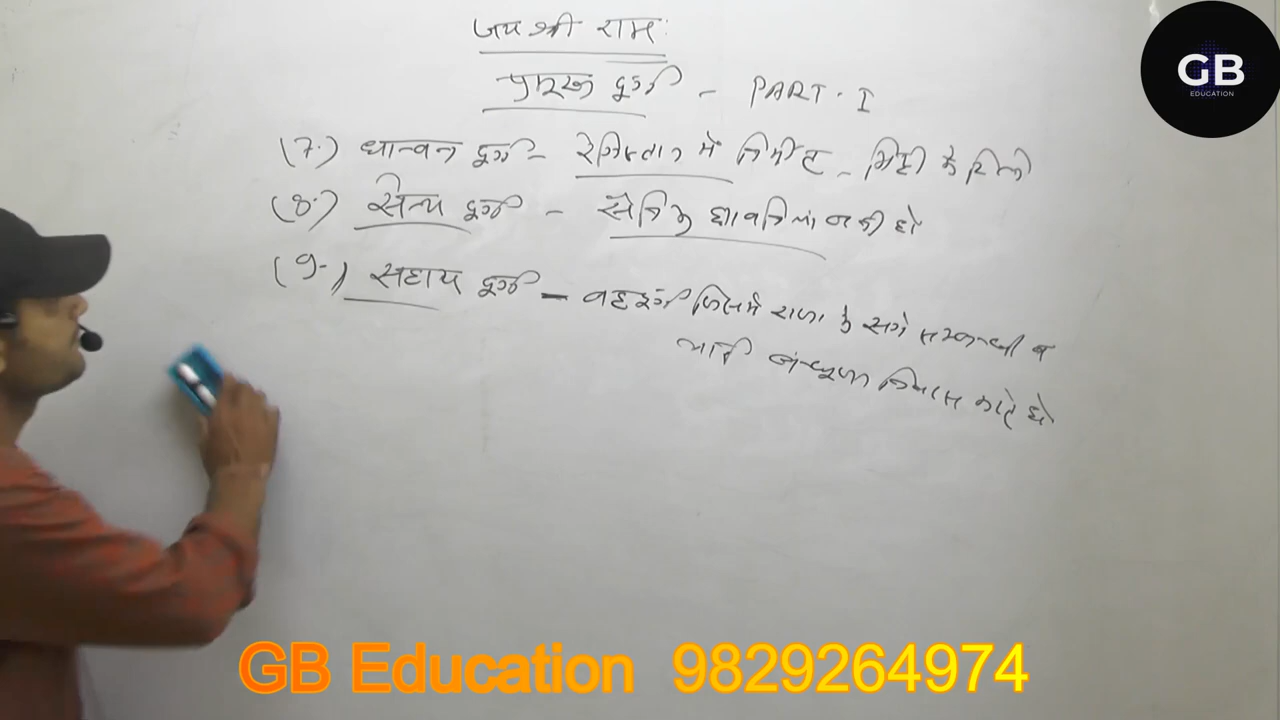 जय श्री राम:
प्रमुख दुर्ग - PART - I
(7.) धान्वन दुर्ग - रेगिस्तान में निर्मित - मिट्टी के किले
(8.) सैन्य दुर्ग - सैनिक छावनियां बनी हो
(9.) सहाय दुर्ग - वह दुर्ग जिसमें राजा के सगे सम्बन्धी व
भाई बन्धुजन निवास करते हो
GB
EDUCATION
GB Education 9829264974